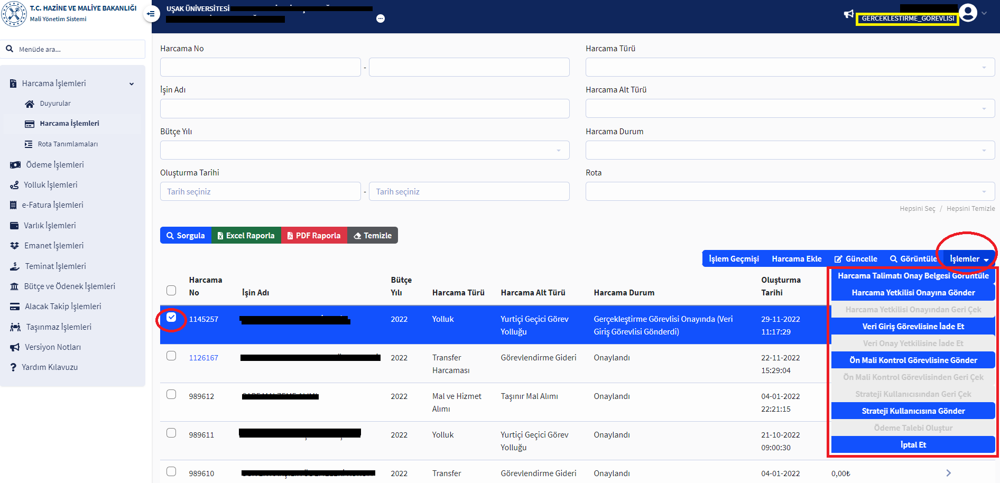 T.C. HAZİNE VE MALİYE BAKANLIĞI
Mali Yönetim Sistemi
UŞAK ÜNİVERSİTESİ
GERCEKLESTIRME_GOREVLISI
Menüde ara...
Harcama İşlemleri
Duyurular
Harcama İşlemleri
Rota Tanımlamaları
Ödeme İşlemleri
Yolluk İşlemleri
e-Fatura İşlemleri
Varlık İşlemleri
Emanet İşlemleri
Teminat İşlemleri
Bütçe ve Ödenek İşlemleri
Alacak Takip İşlemleri
Taşınmaz İşlemleri
Versiyon Notları
Yardım Kılavuzu
Harcama No
Harcama Türü
-
İşin Adı
Harcama Alt Türü
Bütçe Yılı
Harcama Durum
Oluşturma Tarihi
Rota
Tarih seçiniz - Tarih seçiniz
Hepsini Seç / Hepsini Temizle
Sorgula Excel Raporla PDF Raporla Temizle
İşlem Geçmişi Harcama Ekle Güncelle Görüntüle İşlemler
Harcama Talimatı Onay Belgesi Görüntüle
Harcama Yetkilisi Onayına Gönder
Harcama Yetkilisi Onayından Geri Çek
Veri Giriş Görevlisine İade Et
Veri Onay Yetkilisine İade Et
Ön Mali Kontrol Görevlisine Gönder
Ön Mali Kontrol Görevlisinden Geri Çek
Strateji Kullanıcısından Geri Çek
Strateji Kullanıcısına Gönder
Ödeme Talebi Oluştur
İptal Et
Harcama Bütçe Oluşturma
No İşin Adı Yılı Harcama Türü Harcama Alt Türü Harcama Durum Tarihi
1145257 2022 Yolluk Yurtiçi Geçici Görev Gerçekleştirme Görevlisi Onayında (Veri 29-11-2022
Yolluğu Giriş Görevlisi Gönderdi) 11:17:29
1126167 2022 Transfer Görevlendirme Gideri Onaylandı 22-11-2022
Harcaması 15:29:04
989612 2022 Mal ve Hizmet Taşınır Mal Alımı Onaylandı 04-01-2022
Alımı 22:21:15
989611 2022 Yolluk Yurtiçi Geçici Görev Onaylandı 21-10-2022
Yolluğu 09:00:30
989610 2022 Transfer Görevlendirme Gideri Onaylandı 04-01-2022 0,00₺